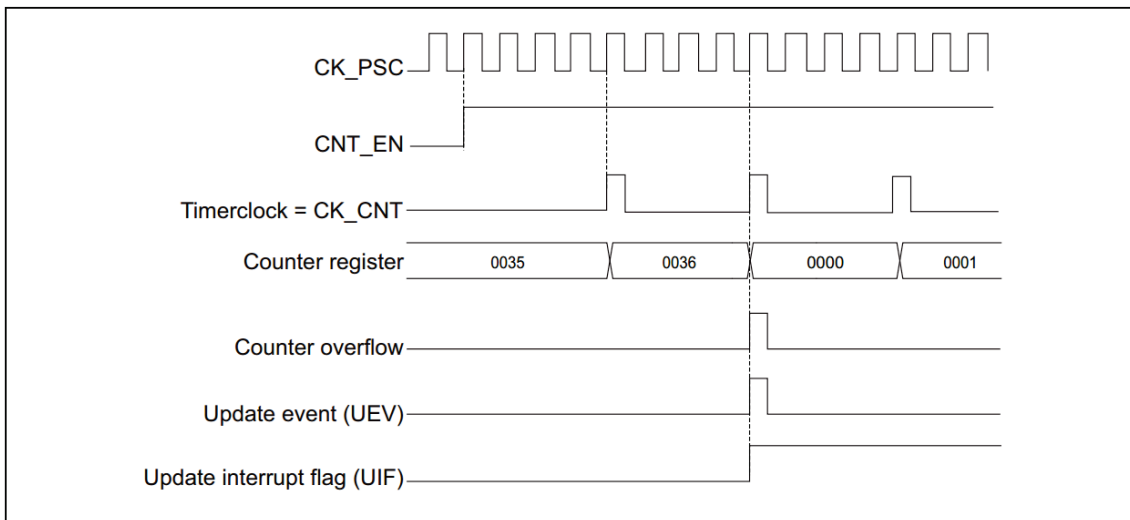 CK_PSC
CNT_EN
Timerclock = CK_CNT
Counter register 0035 0036 0000 0001
Counter overflow
Update event (UEV)
Update interrupt flag (UIF)